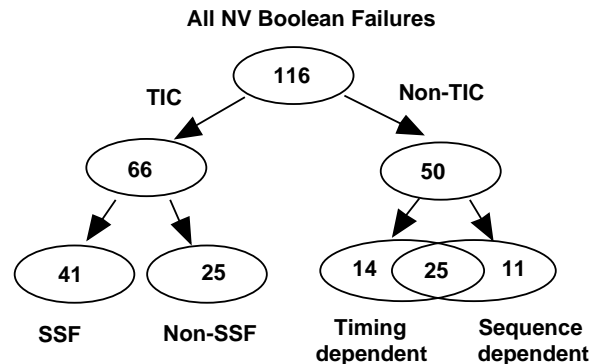 All NV Boolean Failures
116
TIC
Non-TIC
66
50
41
25
14
25
11
SSF
Non-SSF
Timing
dependent
Sequence
dependent